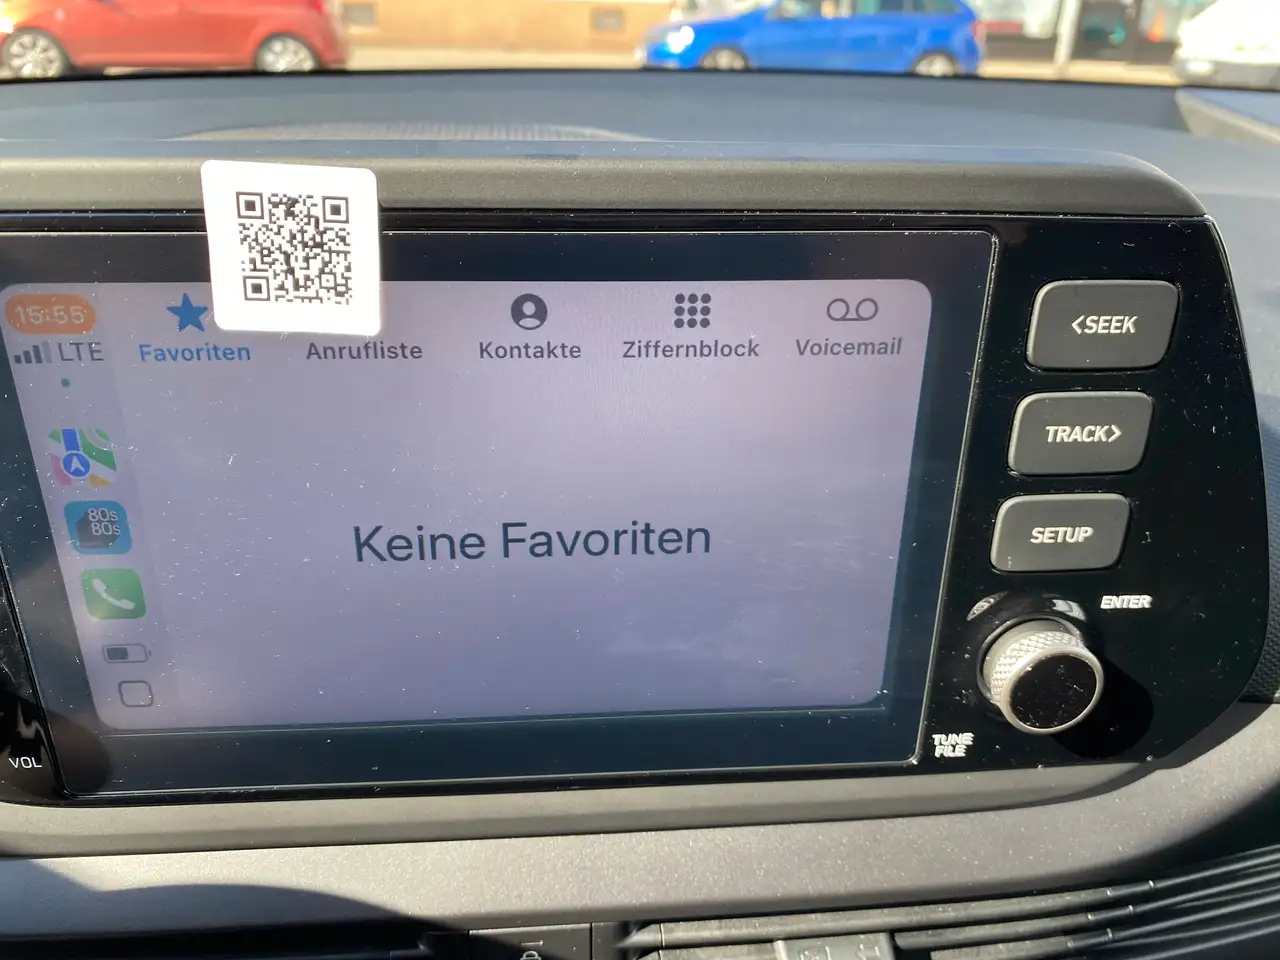 15:55
LTE
Favoriten
Anrufliste
Kontakte
Ziffernblock
Voicemail
80s
80s
Keine Favoriten
<SEEK
TRACK>
SETUP
ENTER
TUNE
FILE
VOL